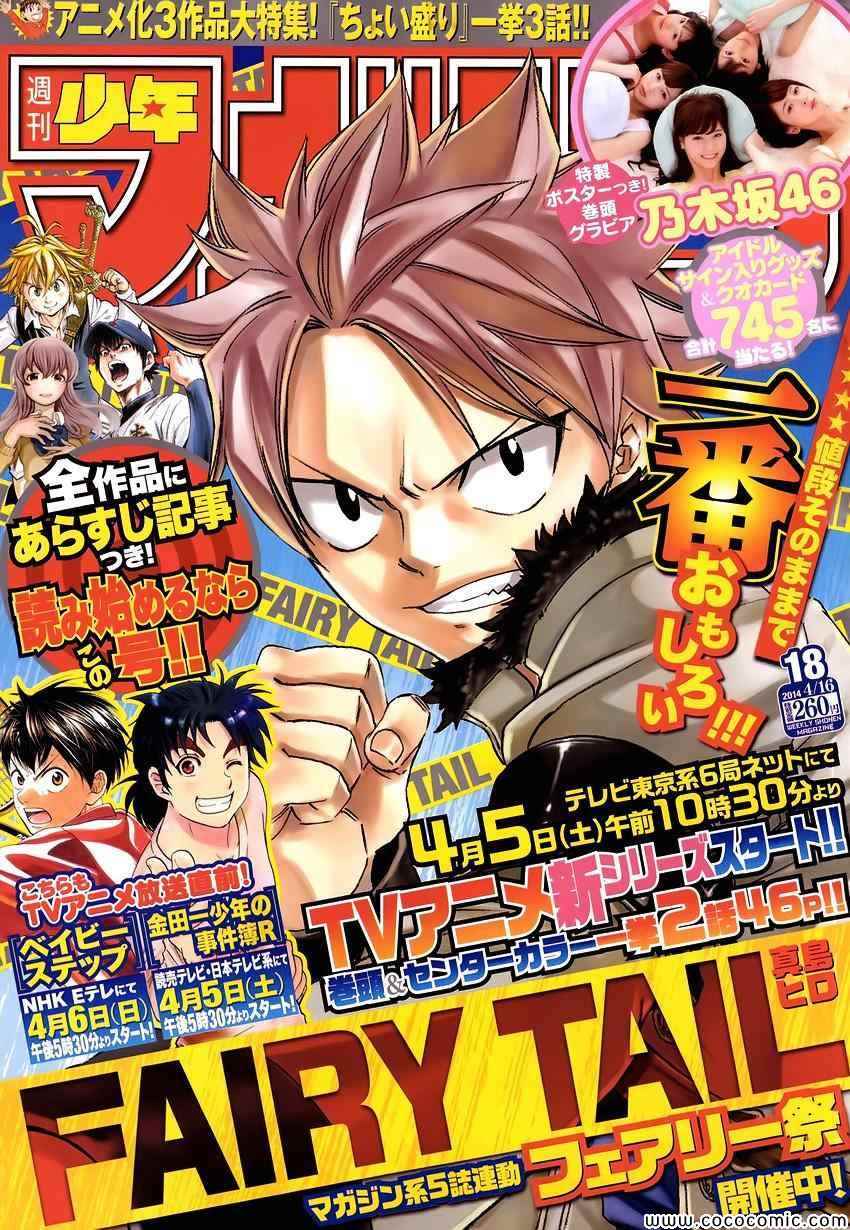 アニメ化3作品大特集!『ちょい盛り』一挙3話!!
週刊
少年
マガジン
特製
ポスターつき!
巻頭
グラビア
乃木坂46
アイドル
サイン入りグッズ
&クオカード
合計745名に
当たる!
値段そのままで
一番
おもしろい!!!
全作品に
あらすじ記事
つき!
読み始めるなら
この号!!
FAIRY TAIL
TAIL
18
2014 4/16
260円
WEEKLY SHONEN
MAGAZINE
テレビ東京系6局ネットにて
4月5日(土)午前10時30分より
TVアニメ新シリーズスタート!!
巻頭&センターカラー一挙2話46P!!
こちらも
TVアニメ放送直前!
ベイビー
ステップ
NHK Eテレにて
4月6日(日)
午後5時30分よりスタート!
金田一少年の
事件簿R
読売テレビ・日本テレビ系にて
4月5日(土)
午後5時30分よりスタート!
真島
ヒロ
FAIRY TAIL
マガジン系5誌連動
フェアリー祭
開催中!
www.cococomic.com